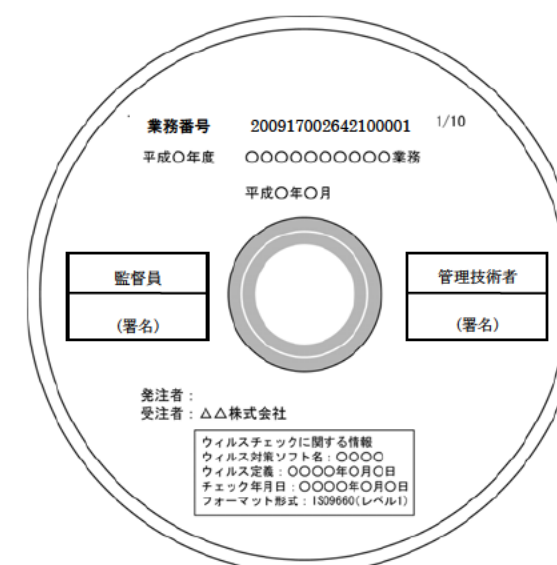 業務番号 200917002642100001 1/10
平成○年度 ○○○○○○○○○○業務
平成○年○月
監督員
管理技術者
(署名)
(署名)
発注者：
受注者：△△株式会社
ウィルスチェックに関する情報
ウィルス対策ソフト名：○○○○
ウィルス定義：○○○○年○月○日
チェック年月日：○○○○年○月○日
フォーマット形式：ISO9660(レベル1)